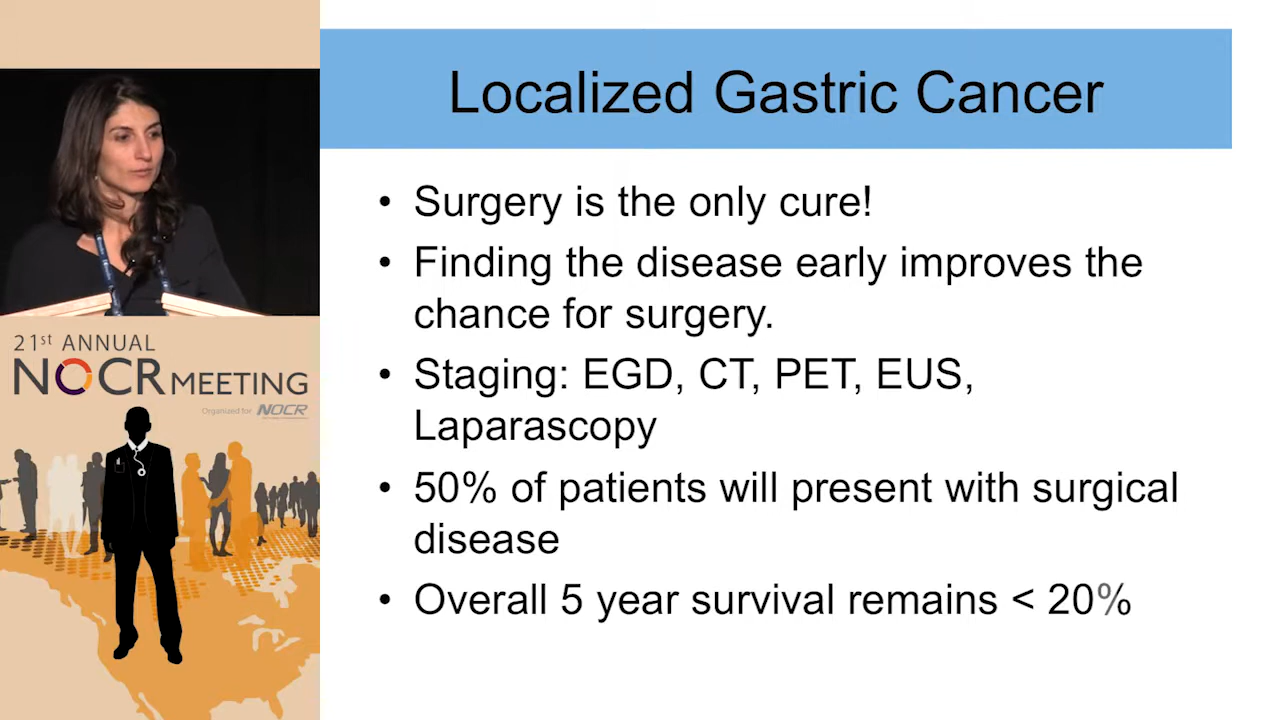 Localized Gastric Cancer
• Surgery is the only cure!
• Finding the disease early improves the
chance for surgery.
• Staging: EGD, CT, PET, EUS,
Laparascopy
• 50% of patients will present with surgical
disease
• Overall 5 year survival remains < 20%
21st ANNUAL
NOCR MEETING
Organized for NOCR